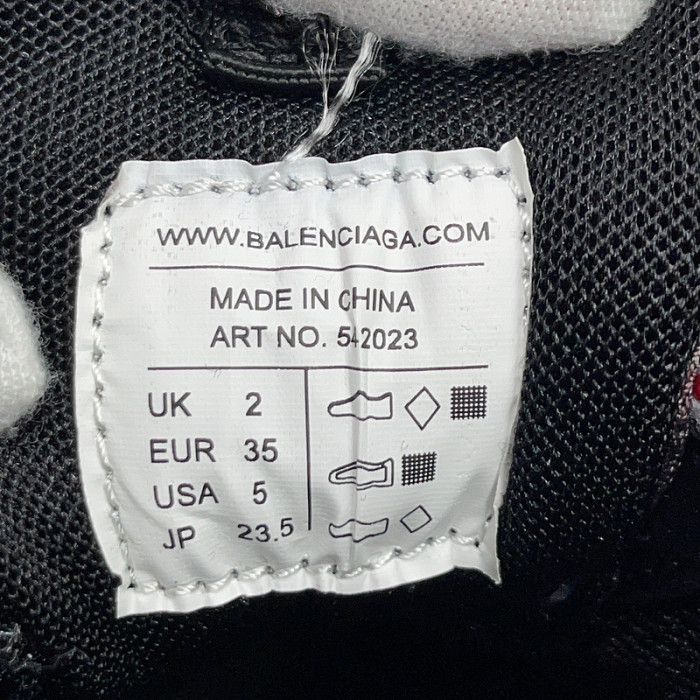 WWW.BALENCIAGA.COM
MADE IN CHINA
ART NO. 542023
UK 2
EUR 35
USA 5
JP 23.5